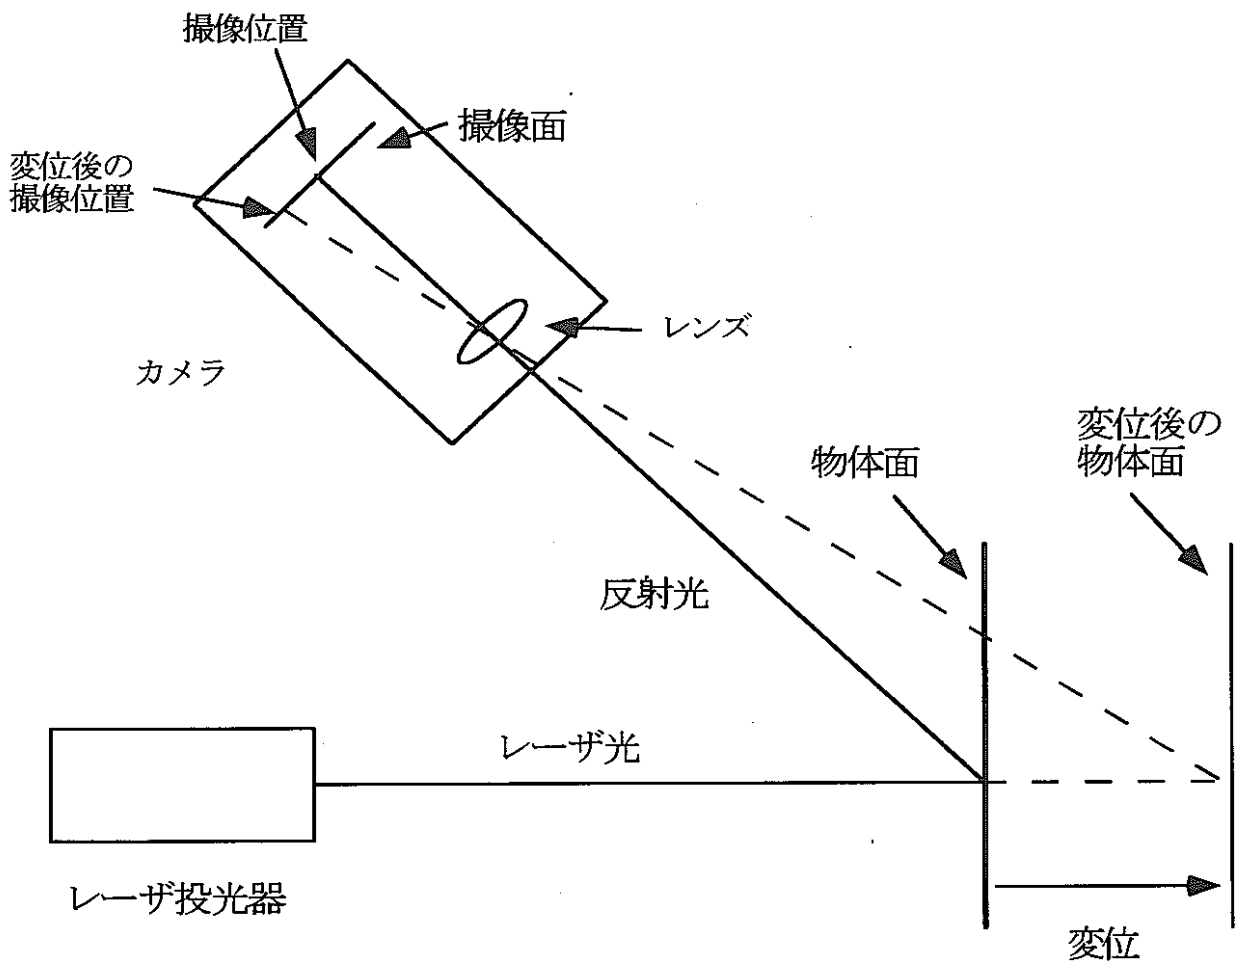 撮像位置
撮像面
変位後の
撮像位置
レンズ
カメラ
変位後の
物体面
物体面
反射光
レーザ光
レーザ投光器
変位